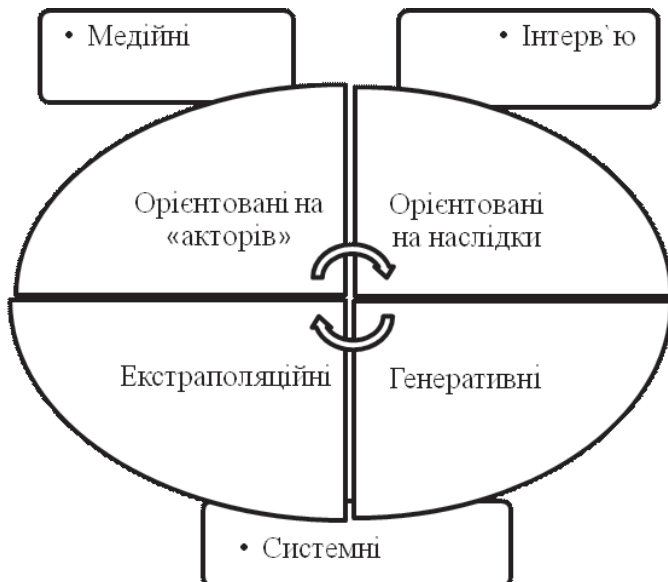 • Медійні
• Інтерв`ю
Орієнтовані на
«акторів»
Орієнтовані
на наслідки
Екстраполяційні
Генеративні
• Системні